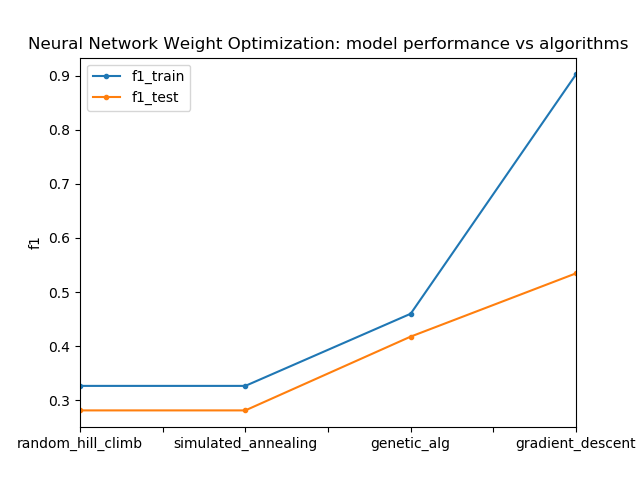 Neural Network Weight Optimization: model performance vs algorithms
f1_train
f1_test
0.9
0.8
0.7
0.6
0.5
0.4
0.3
f1
random_hill_climb simulated_annealing genetic_alg gradient_descent